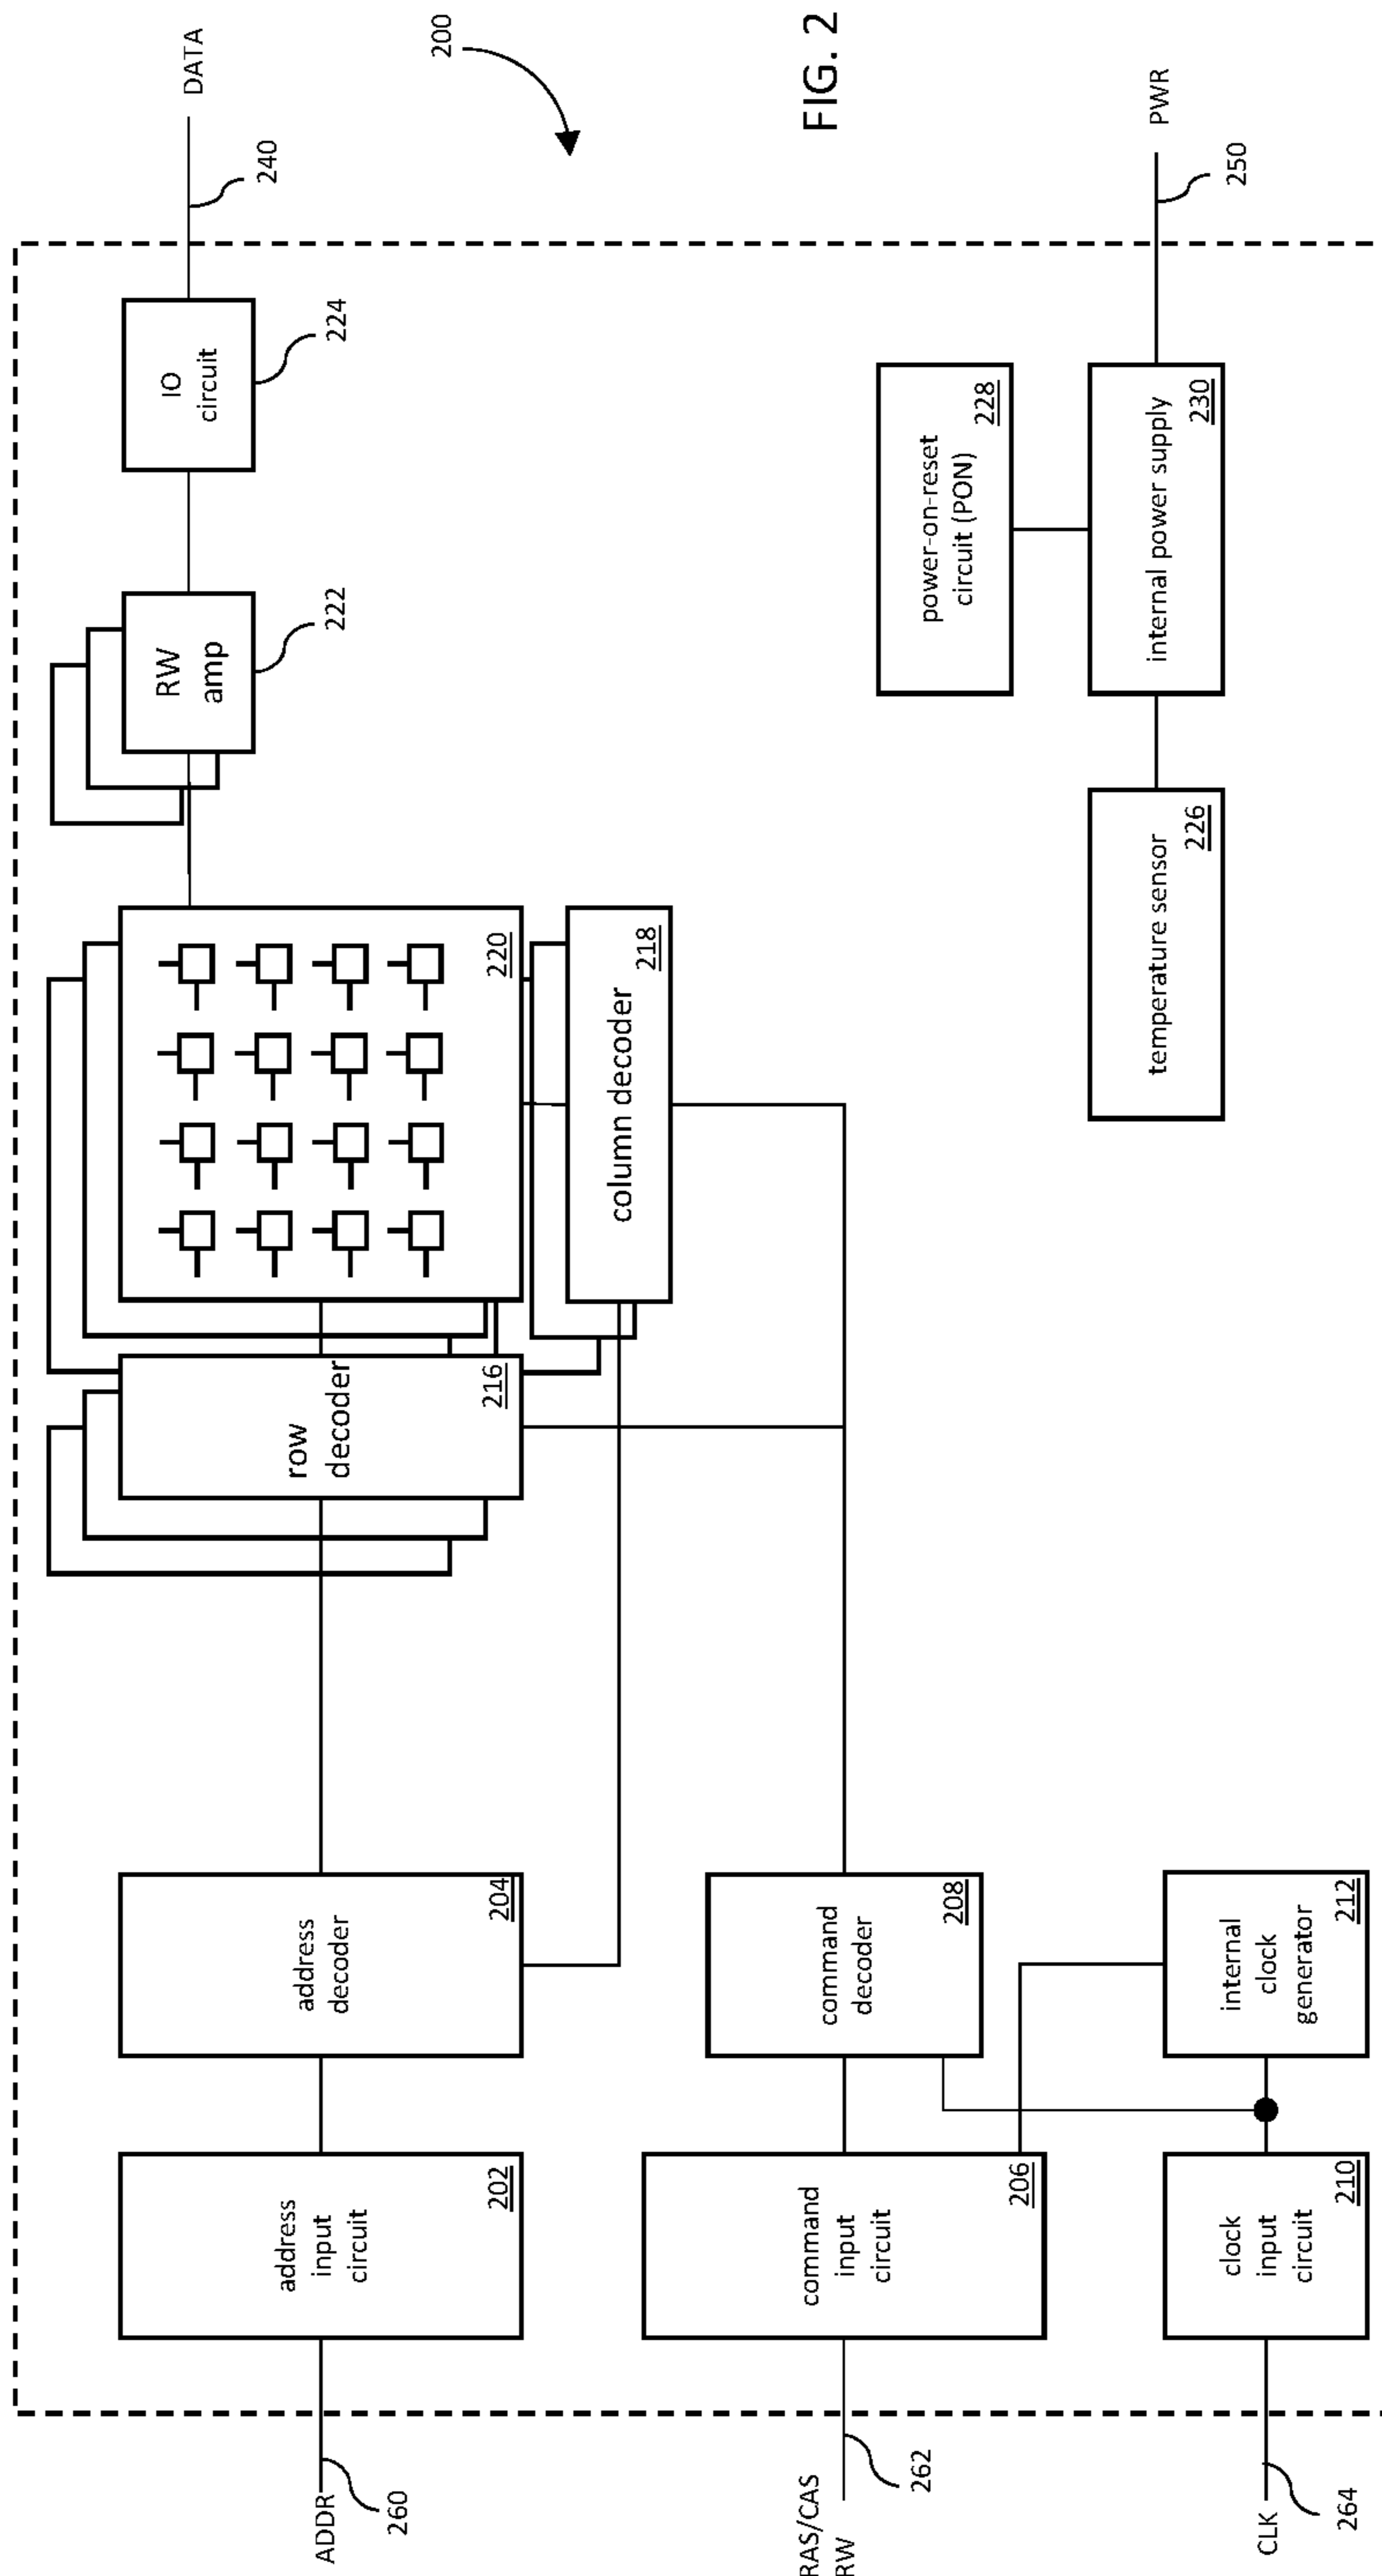 ADDR
260
address
input
circuit
202
address
decoder
204
row
decoder
216
220
column decoder
218
RW
amp
222
IO
circuit
224
DATA
240
200
RAS/CAS
RW
262
command
input
circuit
206
command
decoder
208
CLK
264
clock
input
circuit
210
internal
clock
generator
212
temperature sensor
226
power-on-reset
circuit (PON)
228
internal power supply
230
PWR
250
FIG. 2